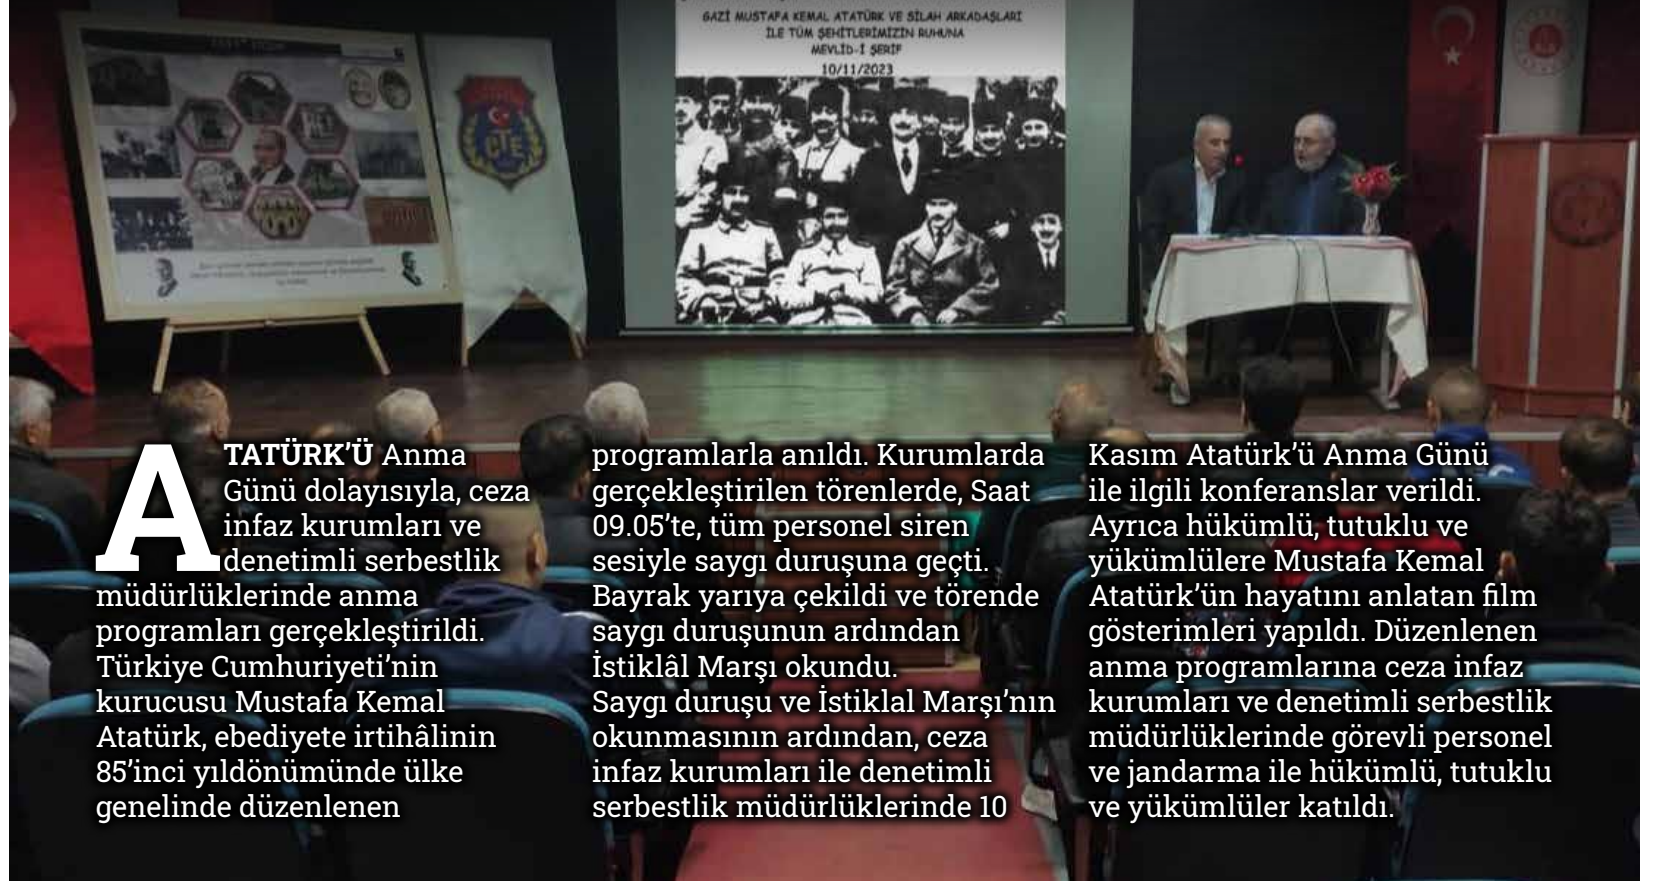 GAZİ MUSTAFA KEMAL ATATÜRK VE SİLAH ARKADAŞLARI
İLE TÜM ŞEHİTLERİMİZİN RUHUNA
MEVLİD-İ ŞERİF
10/11/2023
CTE
ATATÜRK’Ü Anma
Günü dolayısıyla, ceza
infaz kurumları ve
denetimli serbestlik
müdürlüklerinde anma
programları gerçekleştirildi.
Türkiye Cumhuriyeti’nin
kurucusu Mustafa Kemal
Atatürk, ebediyete irtihâlinin
85’inci yıldönümünde ülke
genelinde düzenlenen
programlarla anıldı. Kurumlarda
gerçekleştirilen törenlerde, Saat
09.05’te, tüm personel siren
sesiyle saygı duruşuna geçti.
Bayrak yarıya çekildi ve törende
saygı duruşunun ardından
İstiklâl Marşı okundu.
Saygı duruşu ve İstiklal Marşı’nın
okunmasının ardından, ceza
infaz kurumları ile denetimli
serbestlik müdürlüklerinde 10
Kasım Atatürk’ü Anma Günü
ile ilgili konferanslar verildi.
Ayrıca hükümlü, tutuklu ve
yükümlülere Mustafa Kemal
Atatürk’ün hayatını anlatan film
gösterimleri yapıldı. Düzenlenen
anma programlarına ceza infaz
kurumları ve denetimli serbestlik
müdürlüklerinde görevli personel
ve jandarma ile hükümlü, tutuklu
ve yükümlüler katıldı.